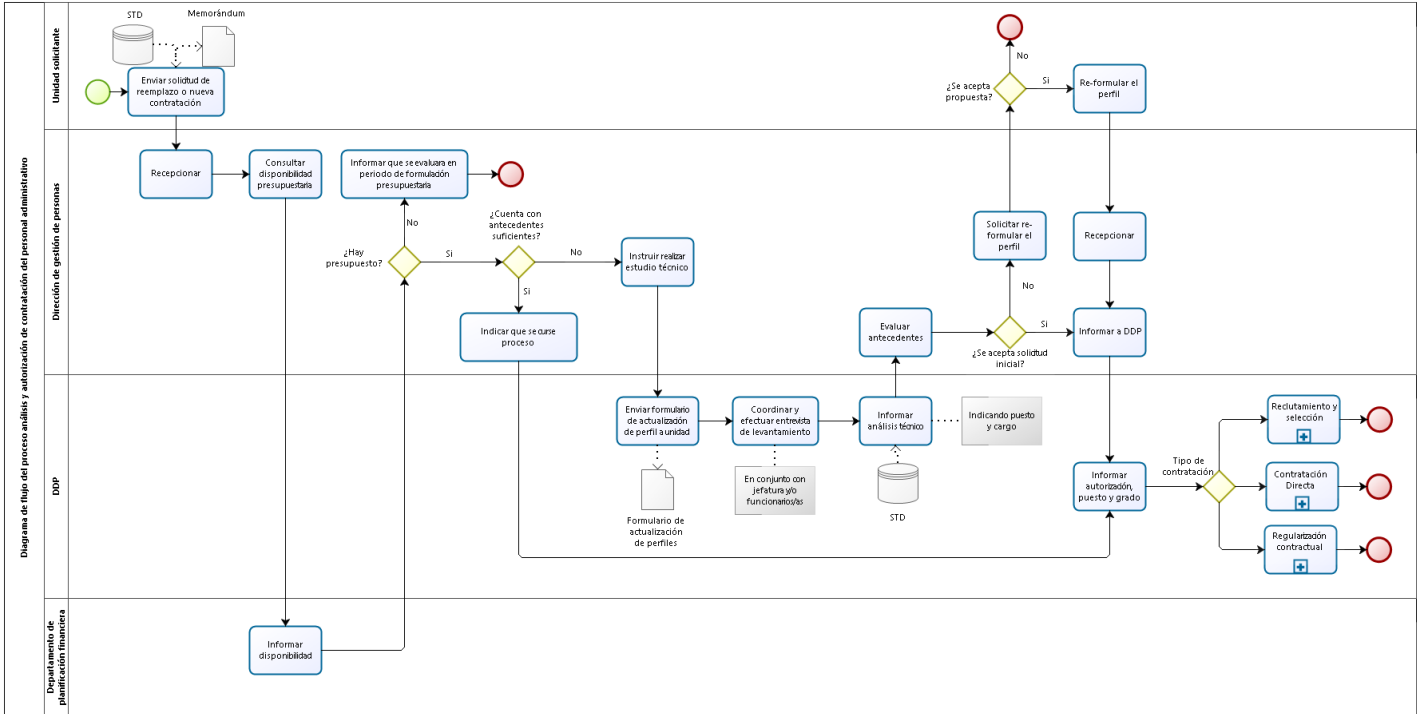 Diagrama de flujo del proceso análisis y autorización de contratación del personal administrativo
Unidad solicitante
STD
Memorándum
Enviar solicitud de
reemplazo o nueva
contratación
¿Se acepta
propuesta?
No
Si
Re-formular el
perfil
Dirección de gestión de personas
Recepcionar
Consultar
disponibilidad
presupuestaria
Informar que se evaluara en
periodo de formulación
presupuestaria
¿Hay
presupuesto?
No
Si
¿Cuenta con
antecedentes
suficientes?
No
Si
Instruir realizar
estudio técnico
Indicar que se curse
proceso
Evaluar
antecedentes
Solicitar re-
formular el
perfil
No
Si
¿Se acepta solicitud
inicial?
Recepcionar
Informar a DDP
DDP
Enviar formulario
de actualización
de perfil a unidad
Formulario de
actualización
de perfiles
Coordinar y
efectuar entrevista
de levantamiento
En conjunto con
jefatura y/o
funcionarios/as
Informar
análisis técnico
STD
Indicando puesto
y cargo
Informar
autorización,
puesto y grado
Tipo de
contratación
Reclutamiento y
selección
Contratación
Directa
Regularización
contractual
Departamento de
planificación financiera
Informar
disponibilidad